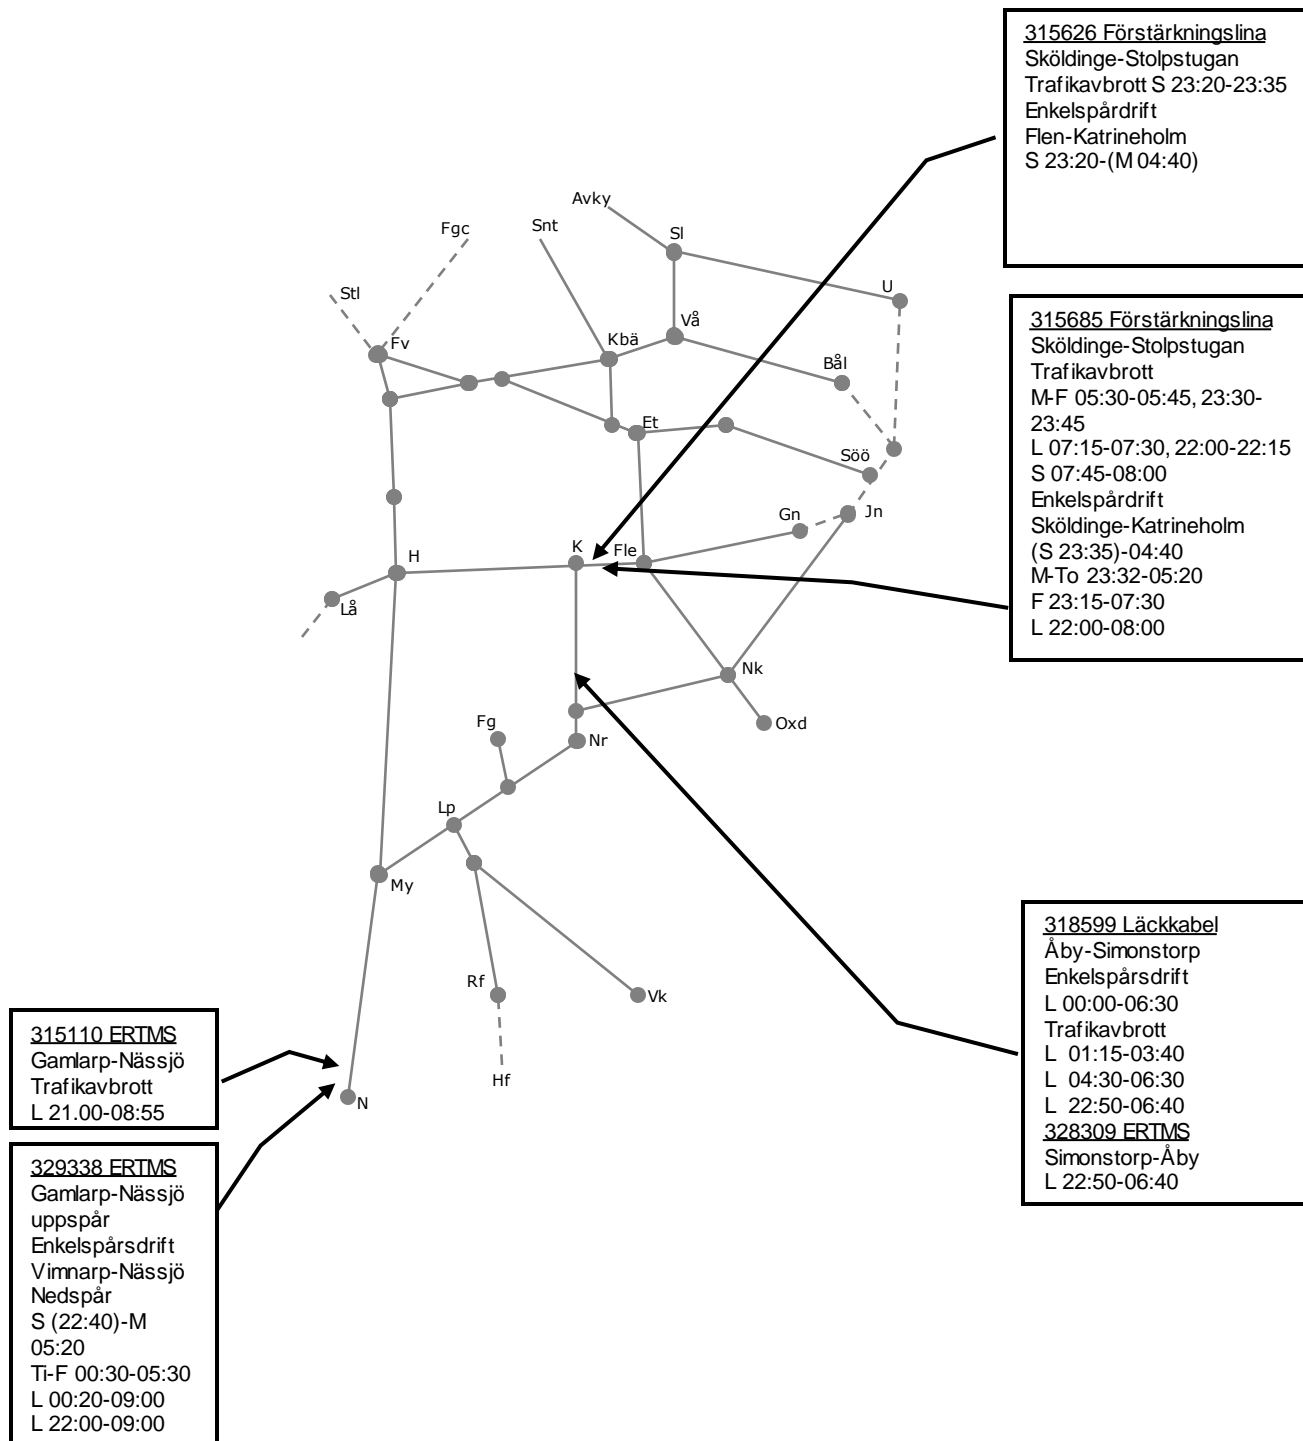 315626 Förstärkningslina
Sköldinge-Stolpstugan
Trafikavbrott S 23:20-23:35
Enkelspårdrift
Flen-Katrineholm
S 23:20-(M 04:40)
Avky
Snt
Fgc
Sl
U
Stl
Vå
Fv
Kbä
Bål
315685 Förstärkningslina
Sköldinge-Stolpstugan
Trafikavbrott
M-F 05:30-05:45, 23:30-
23:45
L 07:15-07:30, 22:00-22:15
S 07:45-08:00
Enkelspårdrift
Sköldinge-Katrineholm
(S 23:35)-04:40
M-To 23:32-05:20
F 23:15-07:30
L 22:00-08:00
Et
Söö
Gn
Jn
K
Fle
H
Lå
Nk
Oxd
Fg
Nr
Lp
My
318599 Läckkabel
Åby-Simonstorp
Enkelspårsdrift
L 00:00-06:30
Trafikavbrott
L 01:15-03:40
L 04:30-06:30
L 22:50-06:40
328309 ERTMS
Simonstorp-Åby
L 22:50-06:40
Rf
Vk
Hf
N
315110 ERTMS
Gamlarp-Nässjö
Trafikavbrott
L 21.00-08:55
329338 ERTMS
Gamlarp-Nässjö
uppspår
Enkelspårsdrift
Vimnarp-Nässjö
Nedspår
S (22:40)-M
05:20
Ti-F 00:30-05:30
L 00:20-09:00
L 22:00-09:00